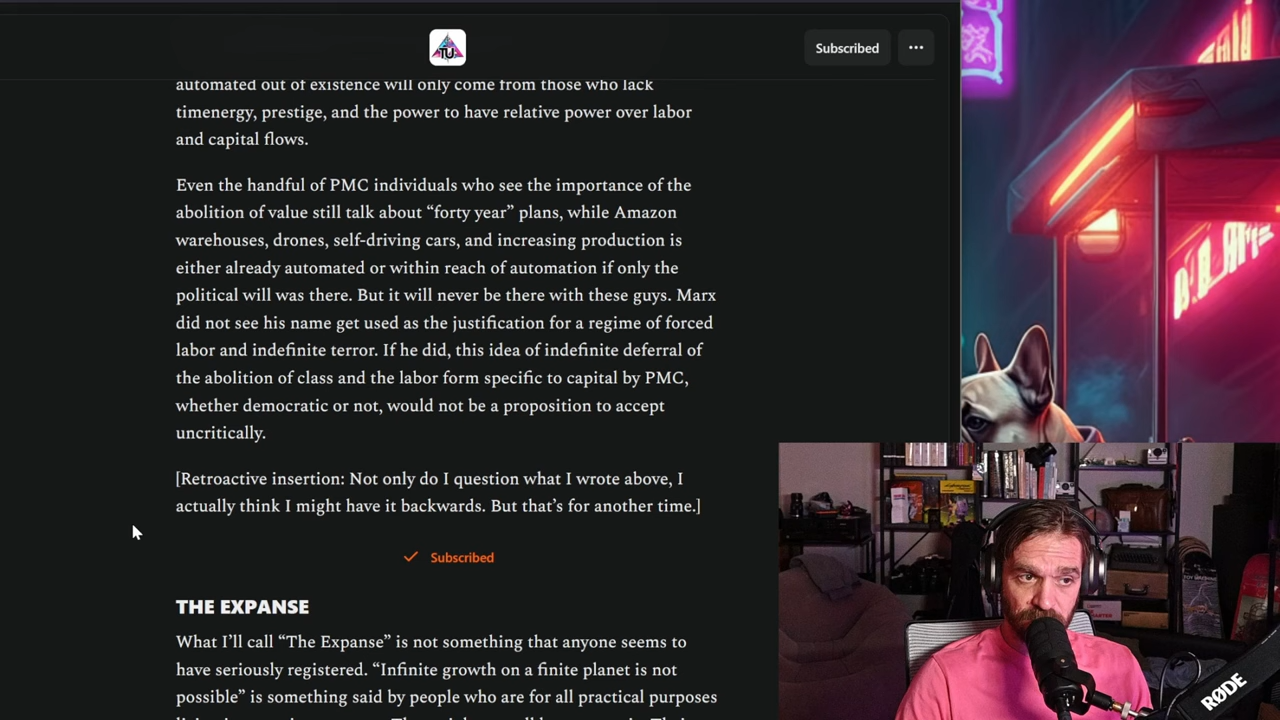 TU
Subscribed
automated out of existence will only come from those who lack
timenergy, prestige, and the power to have relative power over labor
and capital flows.
Even the handful of PMC individuals who see the importance of the
abolition of value still talk about “forty year” plans, while Amazon
warehouses, drones, self-driving cars, and increasing production is
either already automated or within reach of automation if only the
political will was there. But it will never be there with these guys. Marx
did not see his name get used as the justification for a regime of forced
labor and indefinite terror. If he did, this idea of indefinite deferral of
the abolition of class and the labor form specific to capital by PMC,
whether democratic or not, would not be a proposition to accept
uncritically.
[Retroactive insertion: Not only do I question what I wrote above, I
actually think I might have it backwards. But that’s for another time.]
Subscribed
THE EXPANSE
What I’ll call “The Expanse” is not something that anyone seems to
have seriously registered. “Infinite growth on a finite planet is not
possible” is something said by people who are for all practical purposes
RØDE